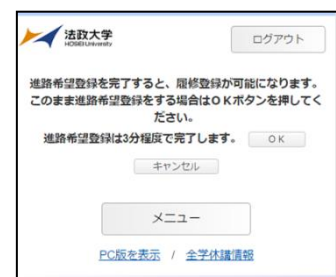 法政大学
HOSEI University
ログアウト
進路希望登録を完了すると、履修登録が可能になります。
このまま進路希望登録をする場合はＯＫボタンを押してく
ださい。
進路希望登録は3分程度で完了します。 ＯＫ
キャンセル
メニュー
PC版を表示 / 全学休講情報